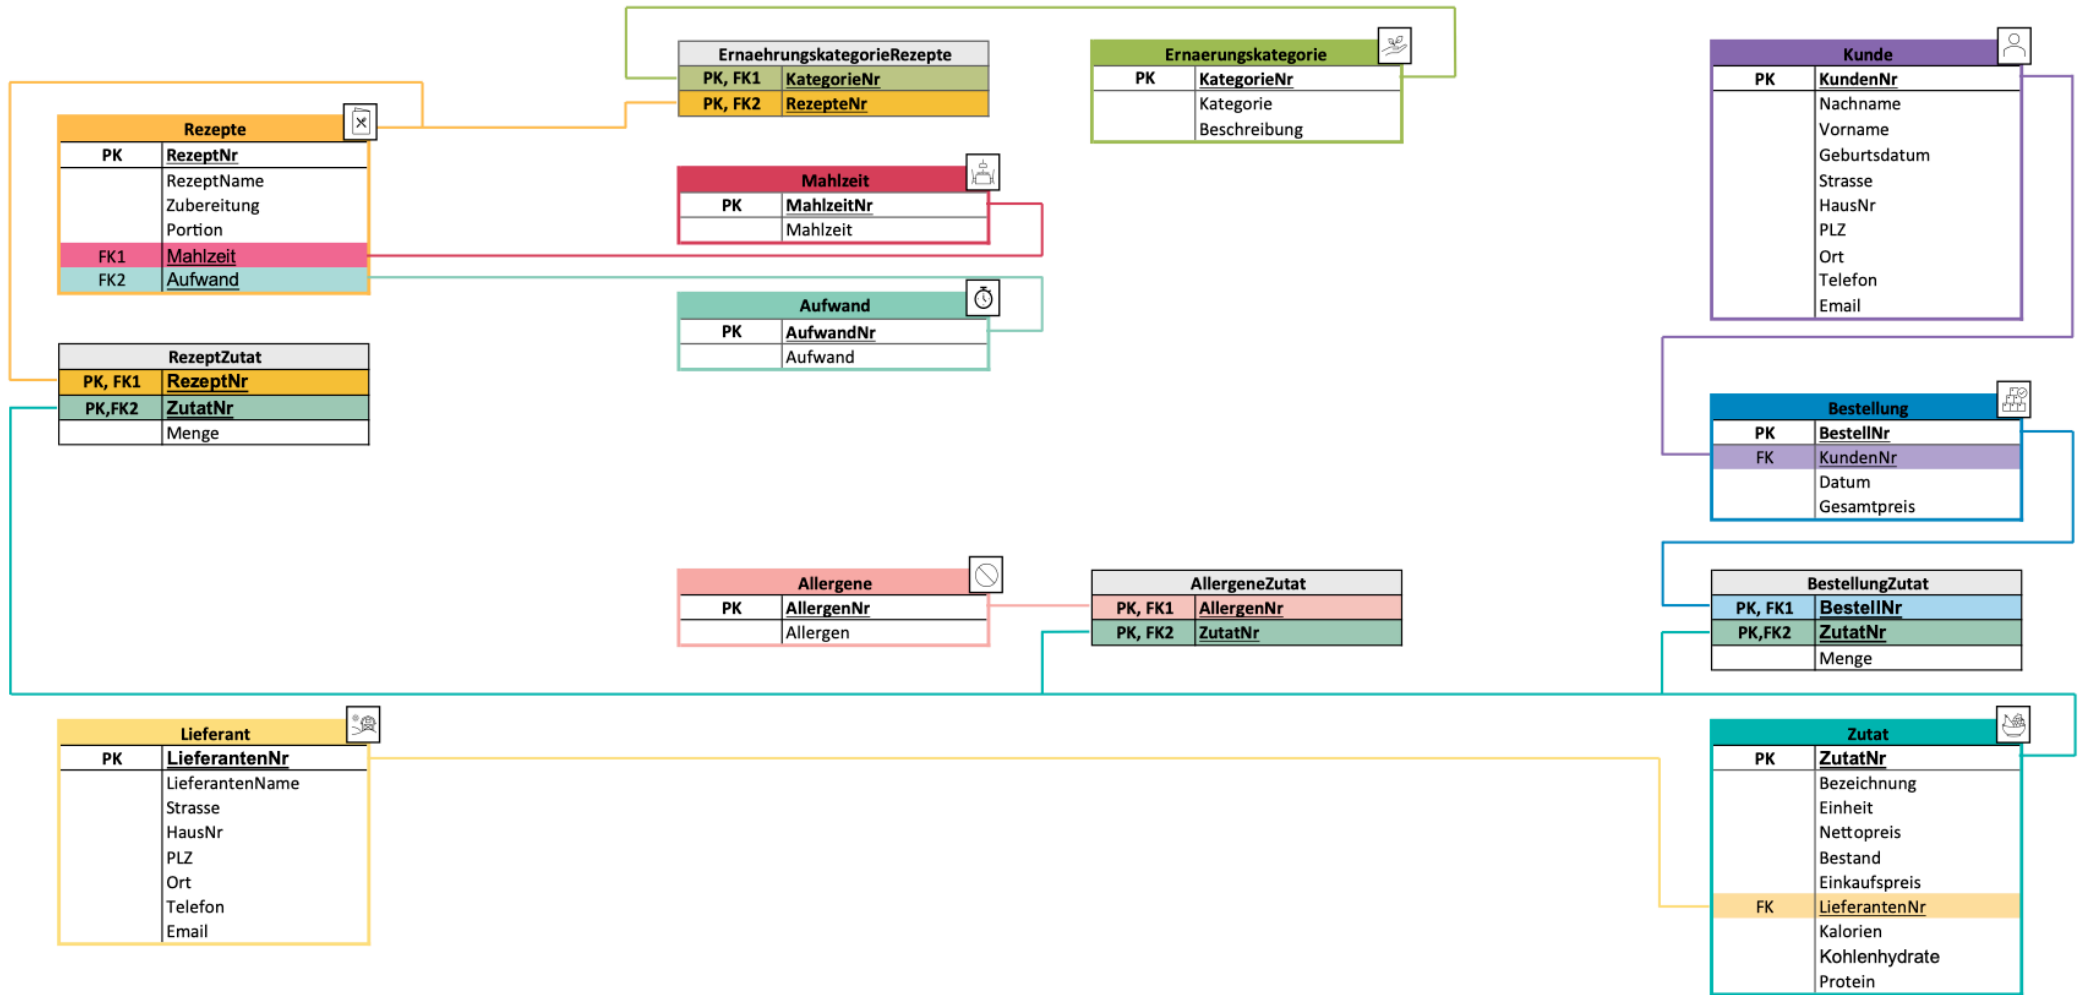 ErnaehrungskategorieRezepte
PK, FK1 KategorieNr
PK, FK2 RezepteNr
Ernaerungskategorie
PK KategorieNr
Kategorie
Beschreibung
Kunde
PK KundenNr
Nachname
Vorname
Geburtsdatum
Strasse
HausNr
PLZ
Ort
Telefon
Email
Rezepte
PK RezeptNr
RezeptName
Zubereitung
Portion
FK1 Mahlzeit
FK2 Aufwand
Mahlzeit
PK MahlzeitNr
Mahlzeit
Aufwand
PK AufwandNr
Aufwand
RezeptZutat
PK, FK1 RezeptNr
PK,FK2 ZutatNr
Menge
Bestellung
PK BestellNr
FK KundenNr
Datum
Gesamtpreis
Allergene
PK AllergenNr
Allergen
AllergeneZutat
PK, FK1 AllergenNr
PK, FK2 ZutatNr
BestellungZutat
PK, FK1 BestellNr
PK,FK2 ZutatNr
Menge
Lieferant
PK LieferantenNr
LieferantenName
Strasse
HausNr
PLZ
Ort
Telefon
Email
Zutat
PK ZutatNr
Bezeichnung
Einheit
Nettopreis
Bestand
Einkaufspreis
FK LieferantenNr
Kalorien
Kohlenhydrate
Protein